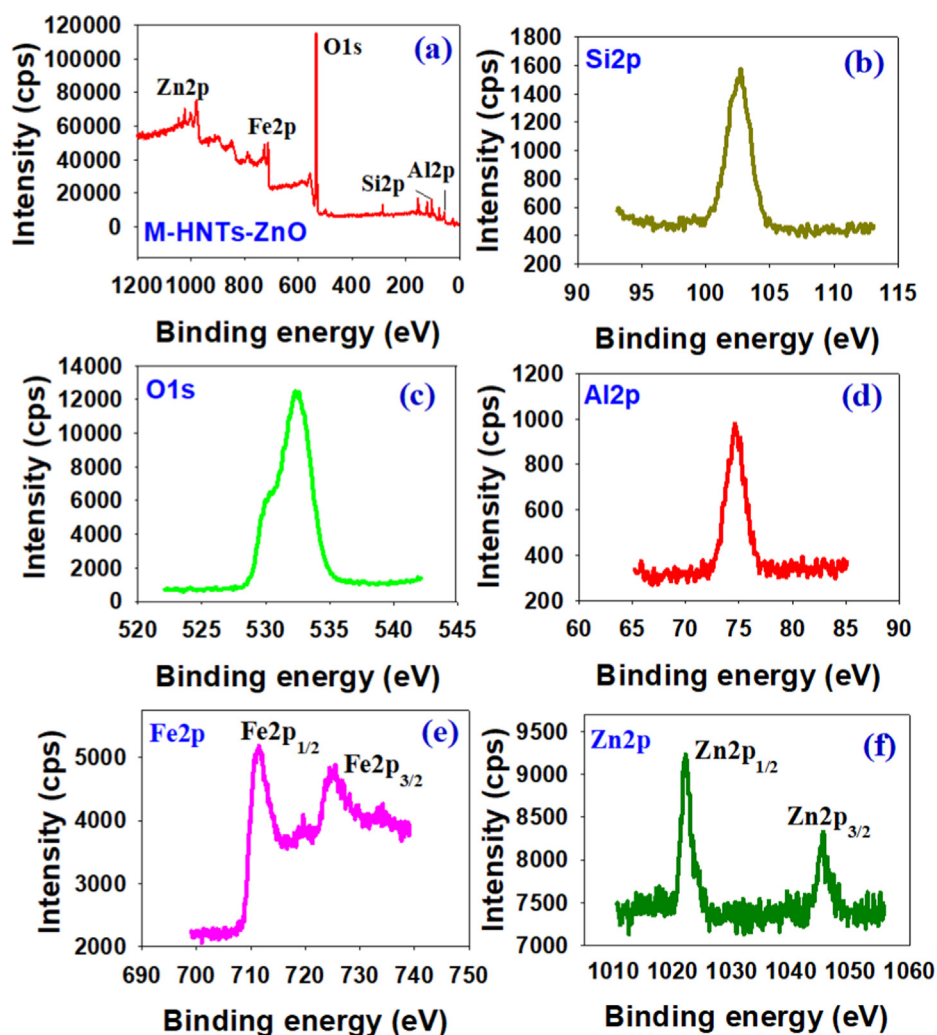 120000
100000
80000
60000
40000
20000
0
Intensity (cps)
(a)
O1s
Zn2p
Fe2p
Si2p
Al2p
M-HNTs-ZnO
1200 1000 800 600 400 200 0
Binding energy (eV)
1800
1600
1400
1200
1000
800
600
400
200
Intensity (cps)
Si2p
(b)
90 95 100 105 110 115
Binding energy (eV)
14000
12000
10000
8000
6000
4000
2000
0
Intensity (cps)
O1s
(c)
520 525 530 535 540 545
Binding energy (eV)
1200
1000
800
600
400
200
Intensity (cps)
Al2p
(d)
60 65 70 75 80 85 90
Binding energy (eV)
5000
4000
3000
2000
Intensity (cps)
Fe2p
Fe2p1/2
(e)
Fe2p3/2
690 700 710 720 730 740 750
Binding energy (eV)
9500
9000
8500
8000
7500
7000
Intensity (cps)
Zn2p
Zn2p1/2
(f)
Zn2p3/2
1010 1020 1030 1040 1050 1060
Binding energy (eV)